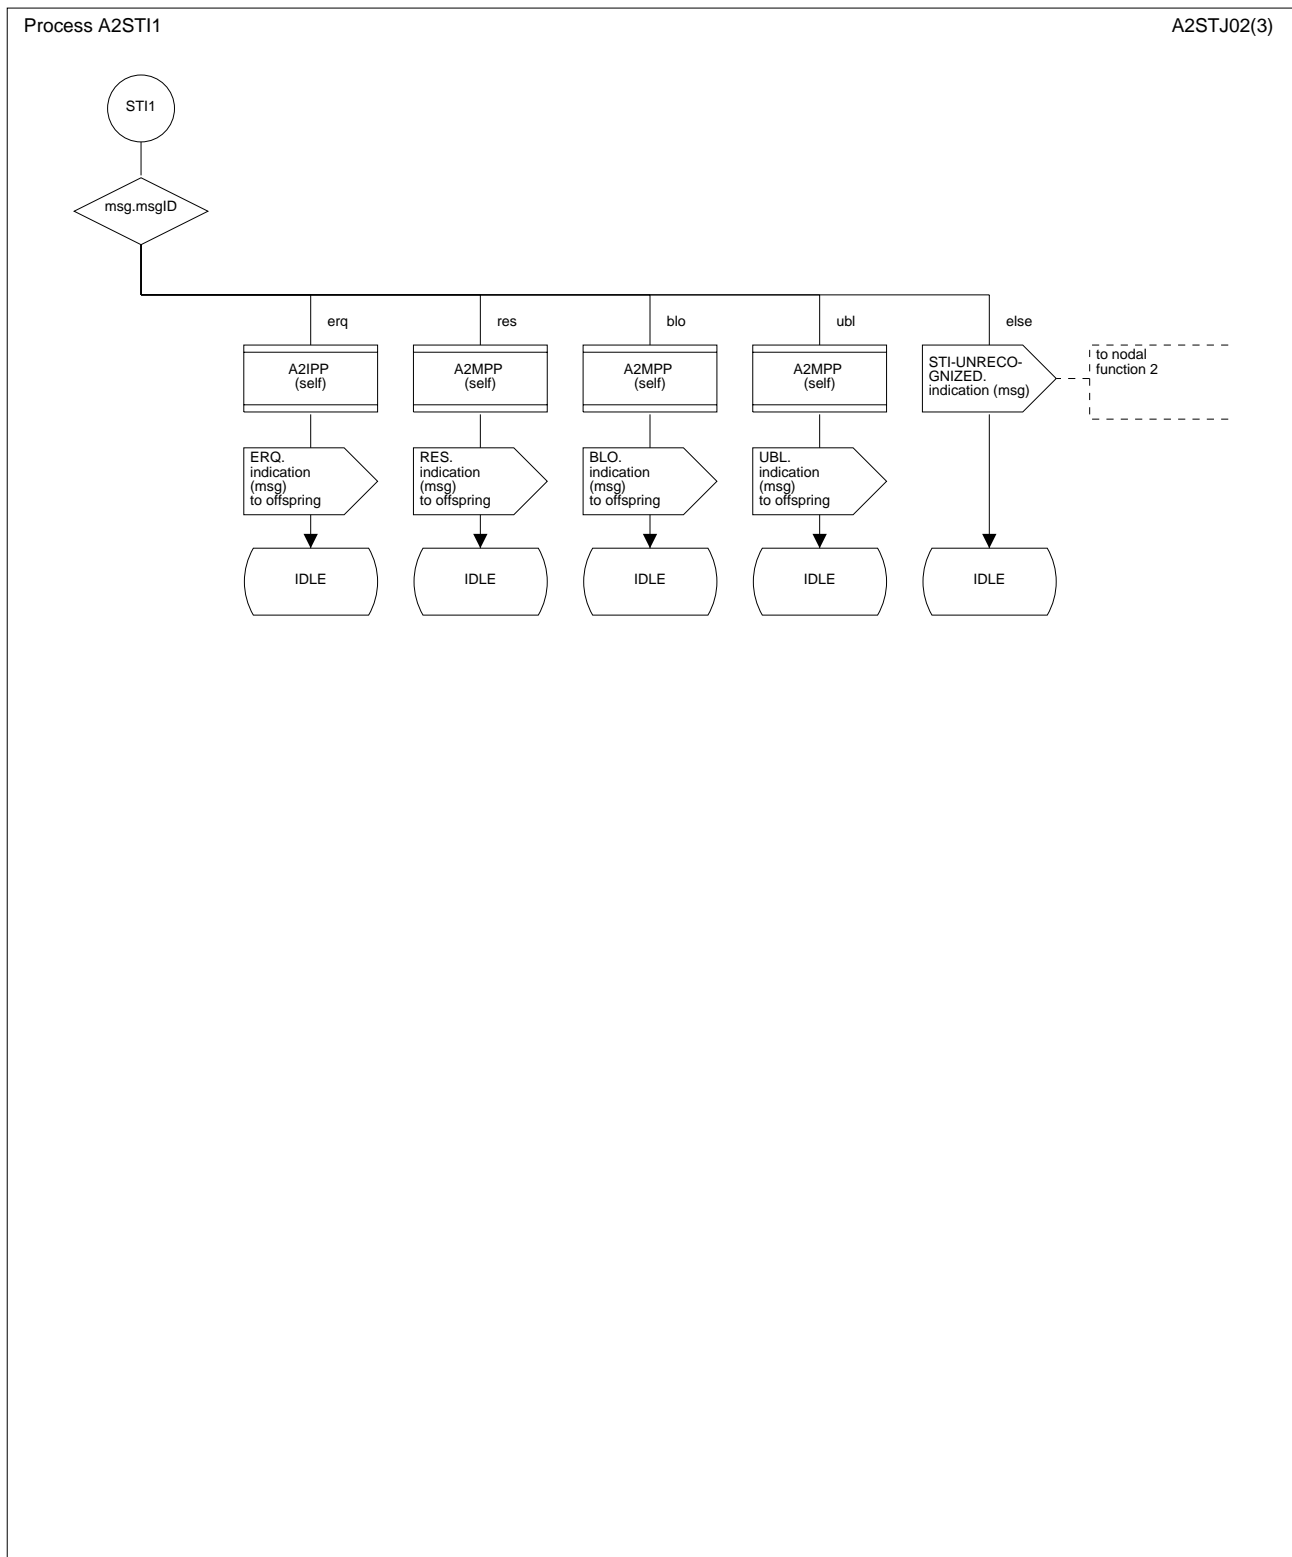 Process A2STI1
A2STJ02(3)
STI1
msg.msgID
erq
res
blo
ubl
else
A2IPP
(self)
A2MPP
(self)
A2MPP
(self)
A2MPP
(self)
STI-UNRECO-
GNIZED.
indication (msg)
to nodal
function 2
ERQ.
indication
(msg)
to offspring
RES.
indication
(msg)
to offspring
BLO.
indication
(msg)
to offspring
UBL.
indication
(msg)
to offspring
IDLE
IDLE
IDLE
IDLE
IDLE